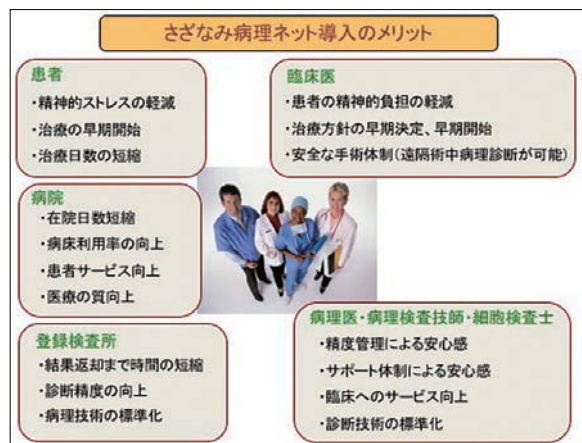 さざなみ病理ネット導入のメリット
患者
・精神的ストレスの軽減
・治療の早期開始
・治療日数の短縮
臨床医
・患者の精神的負担の軽減
・治療方針の早期決定、早期開始
・安全な手術体制(遠隔術中病理診断が可能)
病院
・在院日数短縮
・病床利用率の向上
・患者サービス向上
・医療の質向上
登録検査所
・結果返却まで時間の短縮
・診断精度の向上
・病理技術の標準化
病理医・病理検査技師・細胞検査士
・精度管理による安心感
・サポート体制による安心感
・臨床へのサービス向上
・診断技術の標準化